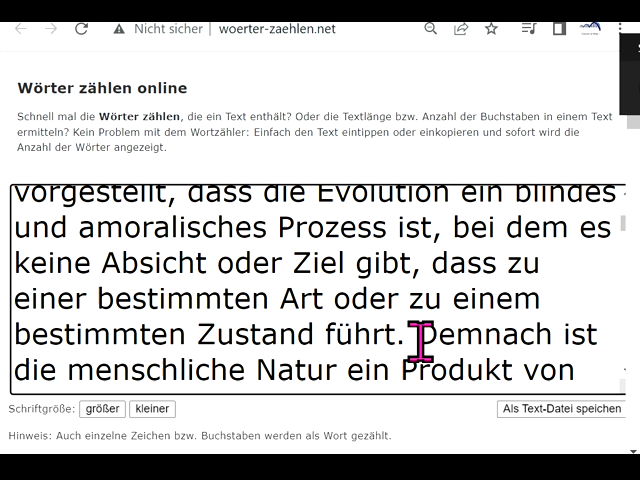 Nicht sicher | woerter-zaehlen.net
Wörter zählen online
Schnell mal die Wörter zählen, die ein Text enthält? Oder die Textlänge bzw. Anzahl der Buchstaben in einem Text
ermitteln? Kein Problem mit dem Wortzähler: Einfach den Text eintippen oder einkopieren und sofort wird die
Anzahl der Wörter angezeigt.
vorgestellt, dass die Evolution ein blindes
und amoralisches Prozess ist, bei dem es
keine Absicht oder Ziel gibt, dass zu
einer bestimmten Art oder zu einem
bestimmten Zustand führt. Demnach ist
die menschliche Natur ein Produkt von
Schriftgröße: größer kleiner Als Text-Datei speichen
Hinweis: Auch einzelne Zeichen bzw. Buchstaben werden als Wort gezählt.